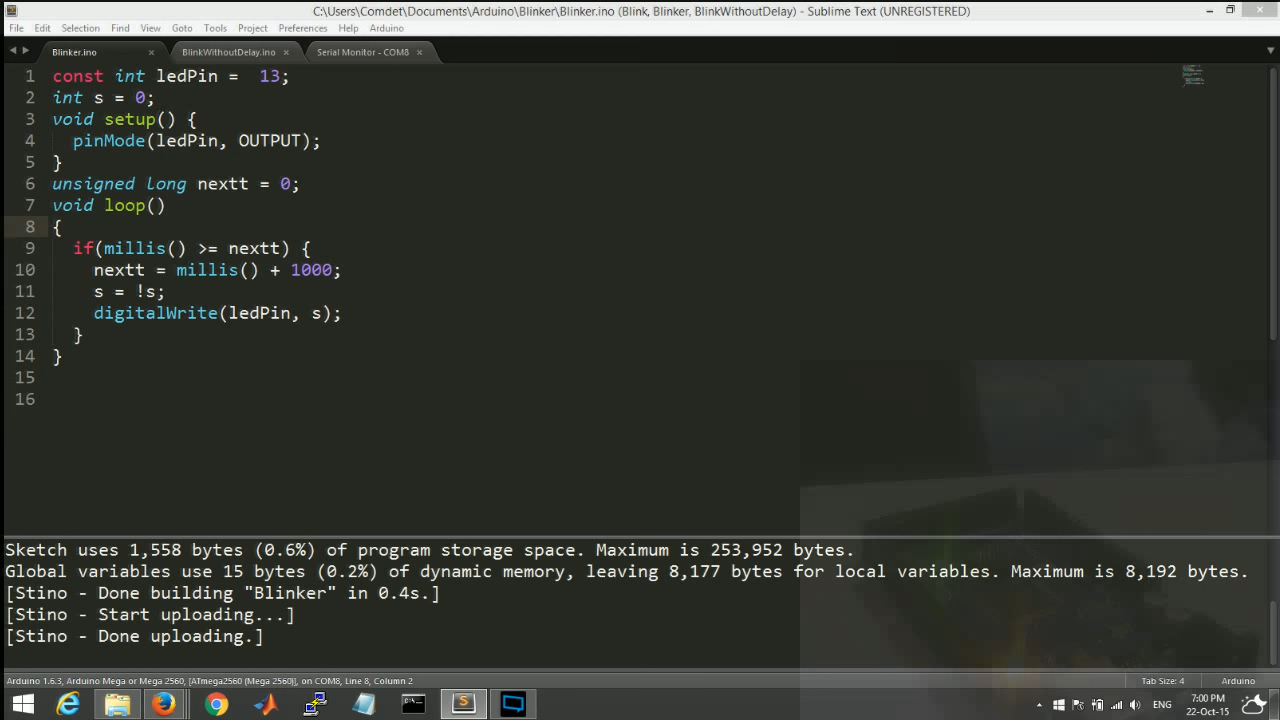 C:\Users\Comdet\Documents\Arduino\Blinker\Blinker.ino (Blink, Blinker, BlinkWithoutDelay) - Sublime Text (UNREGISTERED)
File Edit Selection Find View Goto Tools Project Preferences Help Arduino
Blinker.ino × BlinkWithoutDelay.ino × Serial Monitor - COM8 ×
1 const int ledPin =  13;
2 int s = 0;
3 void setup() {
4   pinMode(ledPin, OUTPUT);
5 }
6 unsigned long nextt = 0;
7 void loop()
8 {
9   if(millis() >= nextt) {
10     nextt = millis() + 1000;
11     s = !s;
12     digitalWrite(ledPin, s);
13   }
14 }
15
16
Sketch uses 1,558 bytes (0.6%) of program storage space. Maximum is 253,952 bytes.
Global variables use 15 bytes (0.2%) of dynamic memory, leaving 8,177 bytes for local variables. Maximum is 8,192 bytes.
[Stino - Done building "Blinker" in 0.4s.]
[Stino - Start uploading...]
[Stino - Done uploading.]
Arduino 1.6.3, Arduino Mega or Mega 2560, [ATmega2560 (Mega 2560)], on COM8, Line 8, Column 2 Tab Size: 4 Arduino
ENG 7:00 PM
22-Oct-15